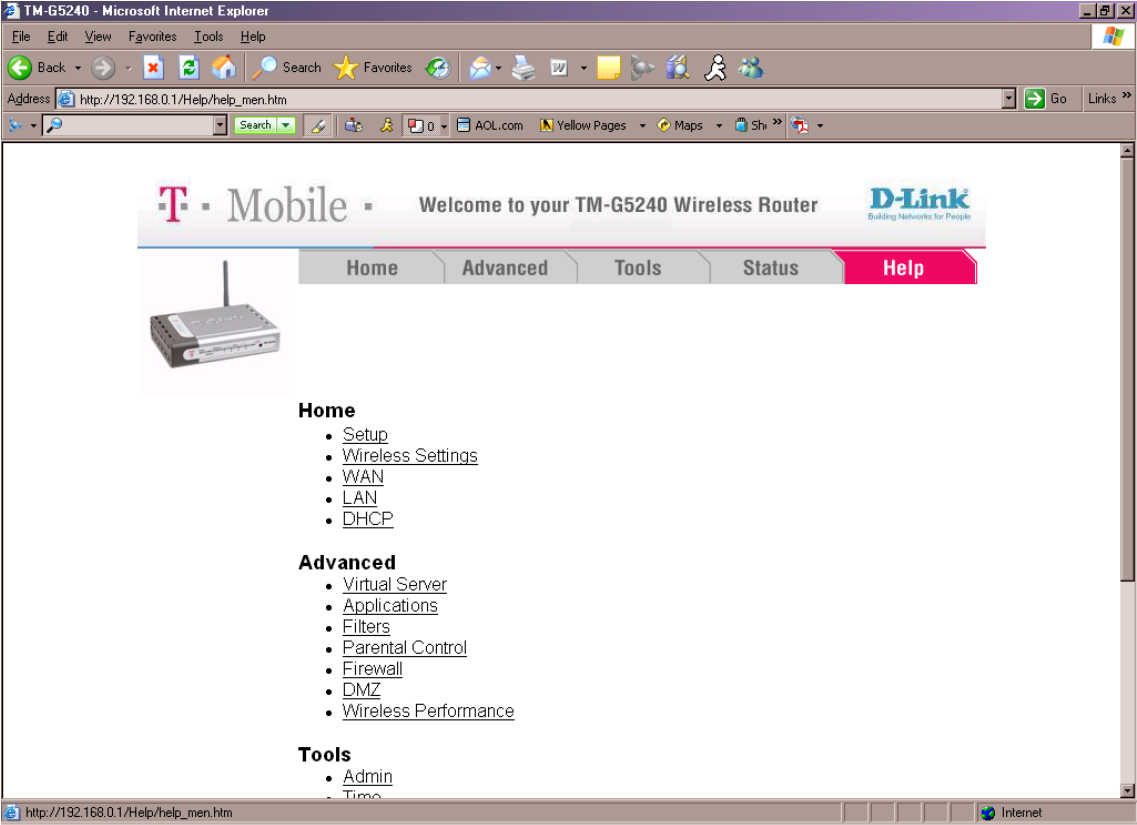 TM-G5240 - Microsoft Internet Explorer
File Edit View Favorites Tools Help
Back Search Favorites
Address http://192.168.0.1/Help/help_men.htm Go Links »
Search 0 AOL.com Yellow Pages Maps Sh »
T · Mobile · Welcome to your TM-G5240 Wireless Router D-Link
Building Networks for People
Home Advanced Tools Status Help
Home
• Setup
• Wireless Settings
• WAN
• LAN
• DHCP
Advanced
• Virtual Server
• Applications
• Filters
• Parental Control
• Firewall
• DMZ
• Wireless Performance
Tools
• Admin
• Time
http://192.168.0.1/Help/help_men.htm Internet